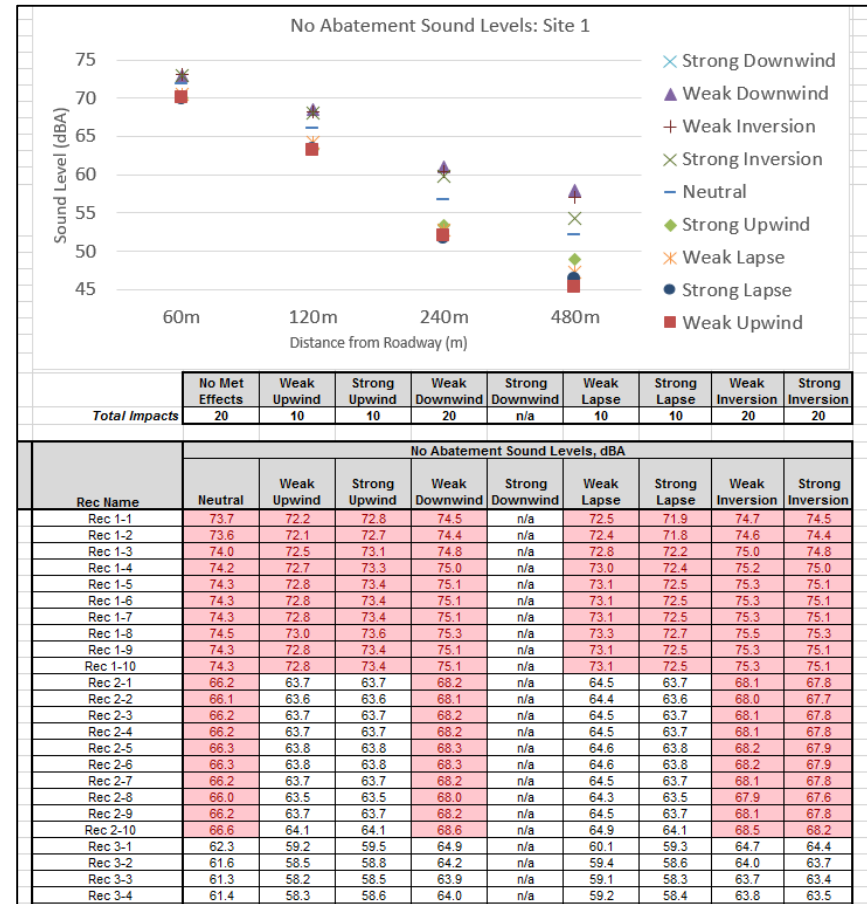 No Abatement Sound Levels: Site 1
75
70
65
60
55
50
45
Sound Level (dBA)
60m 120m 240m 480m
Distance from Roadway (m)
Strong Downwind
Weak Downwind
Weak Inversion
Strong Inversion
Neutral
Strong Upwind
Weak Lapse
Strong Lapse
Weak Upwind
No Met Weak Strong Weak Strong Weak Strong Weak Strong
Effects Upwind Upwind Downwind Downwind Lapse Lapse Inversion Inversion
Total Impacts 20 10 10 20 n/a 10 10 20 20
No Abatement Sound Levels, dBA
Weak Strong Weak Strong Weak Strong Weak Strong
Rec Name Neutral Upwind Upwind Downwind Downwind Lapse Lapse Inversion Inversion
Rec 1-1 73.7 72.2 72.8 74.5 n/a 72.5 71.9 74.7 74.5
Rec 1-2 73.6 72.1 72.7 74.4 n/a 72.4 71.8 74.6 74.4
Rec 1-3 74.0 72.5 73.1 74.8 n/a 72.8 72.2 75.0 74.8
Rec 1-4 74.2 72.7 73.3 75.0 n/a 73.0 72.4 75.2 75.0
Rec 1-5 74.3 72.8 73.4 75.1 n/a 73.1 72.5 75.3 75.1
Rec 1-6 74.3 72.8 73.4 75.1 n/a 73.1 72.5 75.3 75.1
Rec 1-7 74.3 72.8 73.4 75.1 n/a 73.1 72.5 75.3 75.1
Rec 1-8 74.5 73.0 73.6 75.3 n/a 73.3 72.7 75.5 75.3
Rec 1-9 74.3 72.8 73.4 75.1 n/a 73.1 72.5 75.3 75.1
Rec 1-10 74.3 72.8 73.4 75.1 n/a 73.1 72.5 75.3 75.1
Rec 2-1 66.2 63.7 63.7 68.2 n/a 64.5 63.7 68.1 67.8
Rec 2-2 66.1 63.6 63.6 68.1 n/a 64.4 63.6 68.0 67.7
Rec 2-3 66.2 63.7 63.7 68.2 n/a 64.5 63.7 68.1 67.8
Rec 2-4 66.2 63.7 63.7 68.2 n/a 64.5 63.7 68.1 67.8
Rec 2-5 66.3 63.8 63.8 68.3 n/a 64.6 63.8 68.2 67.9
Rec 2-6 66.3 63.8 63.8 68.3 n/a 64.6 63.8 68.2 67.9
Rec 2-7 66.2 63.7 63.7 68.2 n/a 64.5 63.7 68.1 67.8
Rec 2-8 66.0 63.5 63.5 68.0 n/a 64.3 63.5 67.9 67.6
Rec 2-9 66.2 63.7 63.7 68.2 n/a 64.5 63.7 68.1 67.8
Rec 2-10 66.6 64.1 64.1 68.6 n/a 64.9 64.1 68.5 68.2
Rec 3-1 62.3 59.2 59.5 64.9 n/a 60.1 59.3 64.7 64.4
Rec 3-2 61.6 58.5 58.8 64.2 n/a 59.4 58.6 64.0 63.7
Rec 3-3 61.3 58.2 58.5 63.9 n/a 59.1 58.3 63.7 63.4
Rec 3-4 61.4 58.3 58.6 64.0 n/a 59.2 58.4 63.8 63.5